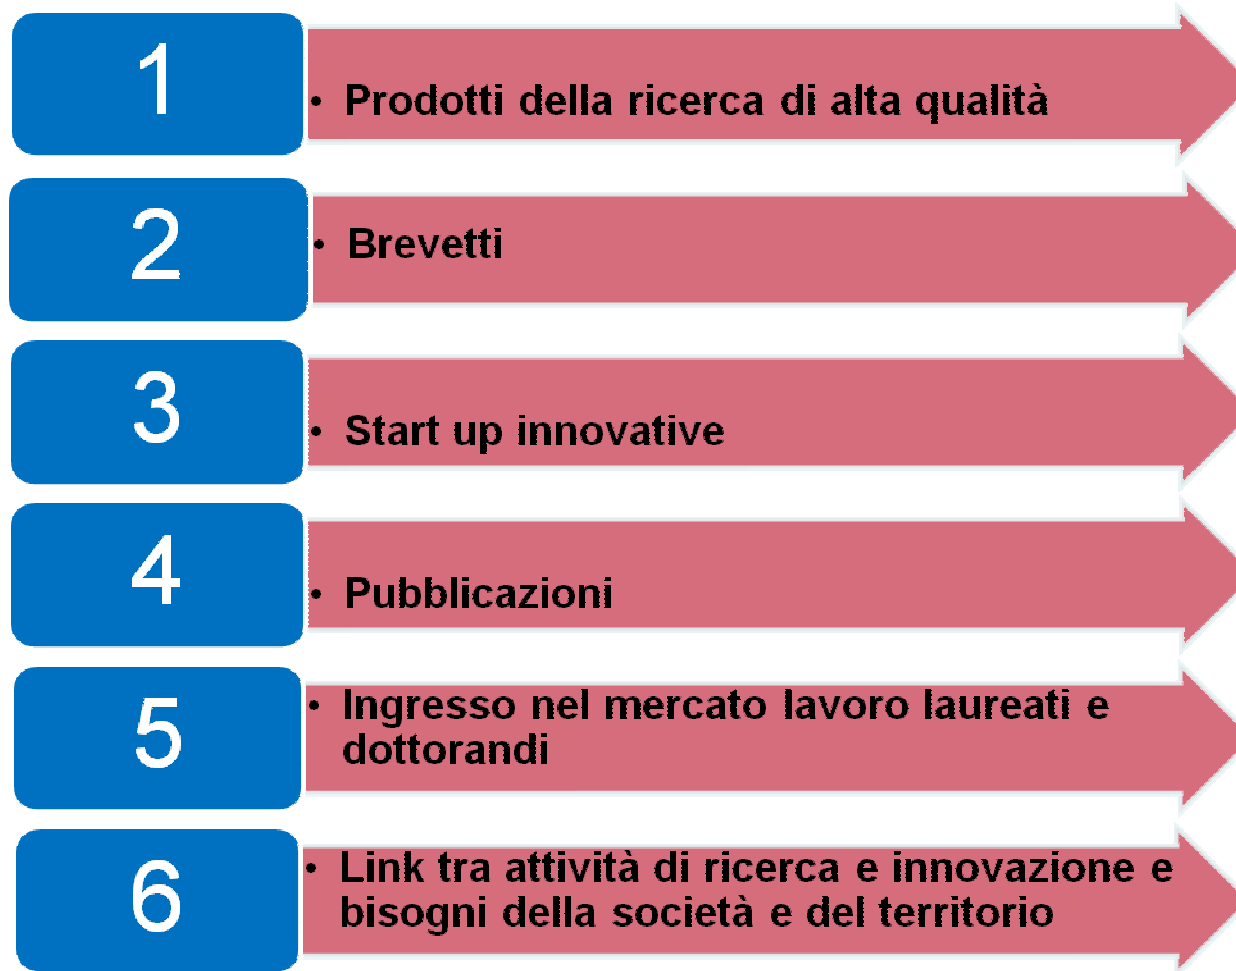 1
• Prodotti della ricerca di alta qualità
2
• Brevetti
3
• Start up innovative
4
• Pubblicazioni
5
• Ingresso nel mercato lavoro laureati e
dottorandi
6
• Link tra attività di ricerca e innovazione e
bisogni della società e del territorio